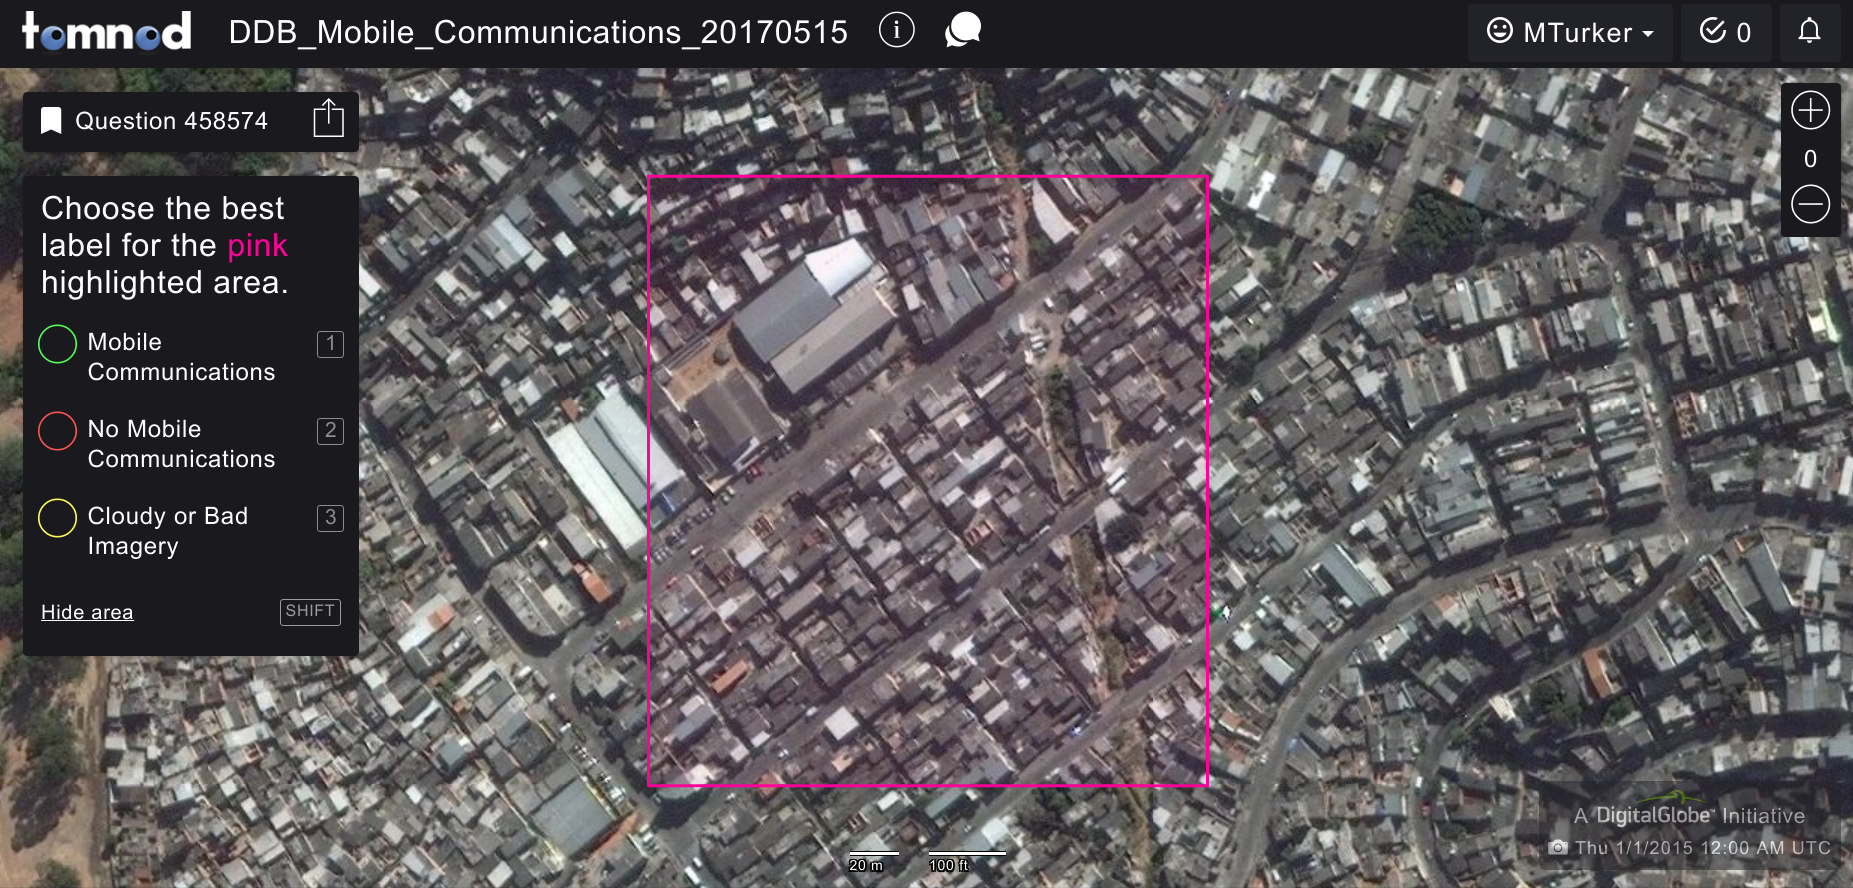 tomnod DDB_Mobile_Communications_20170515 i MTurker 0
Question 458574
0
Choose the best
label for the pink
highlighted area.
Mobile 1
Communications
No Mobile 2
Communications
Cloudy or Bad 3
Imagery
Hide area SHIFT
20 m 100 ft
A DigitalGlobe™ Initiative
Thu 1/1/2015 12:00 AM UTC